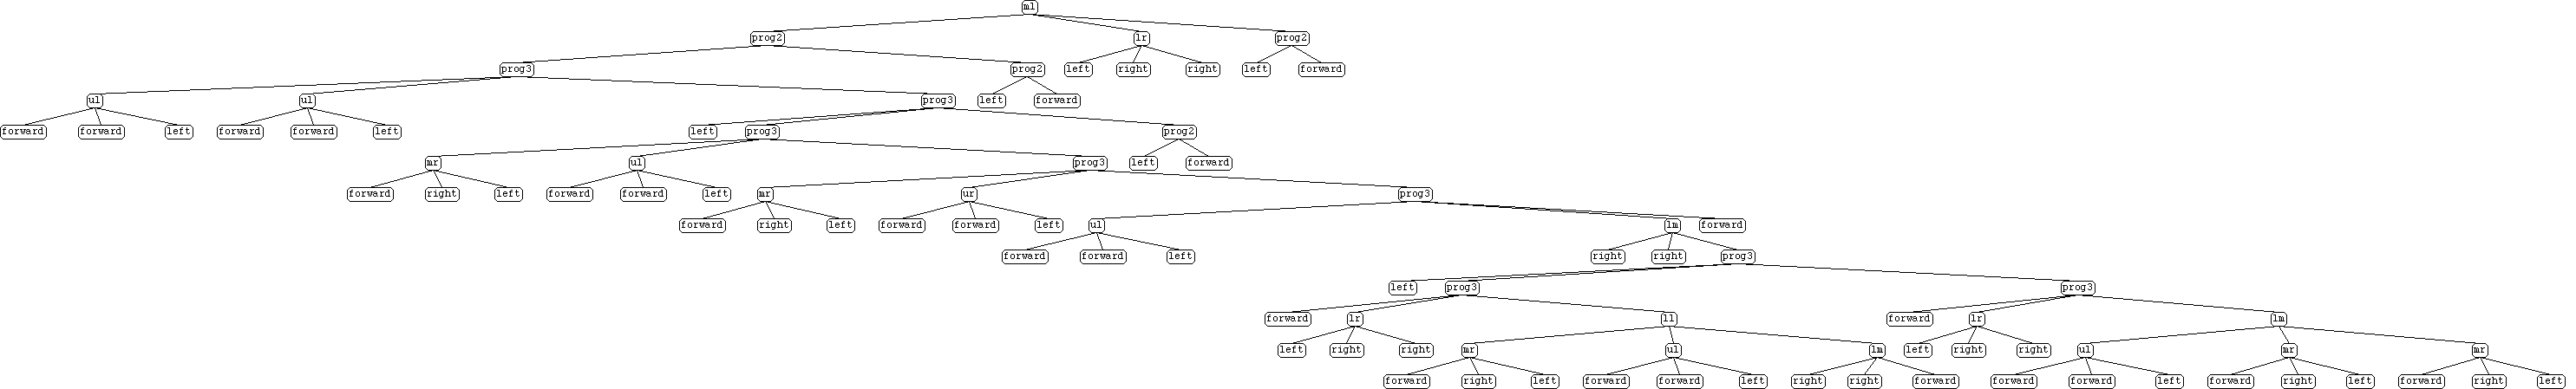 ml
prog2 lr prog2
prog3 prog2 left right right left forward
ul ul prog3 left forward
forward forward left forward forward left left prog3 prog2
mr ul prog3 left forward
forward right left forward forward left mr ur prog3
forward right left forward forward left ul lm forward
forward forward left right right prog3
left prog3 prog3
forward lr ll forward lr lm
left right right mr ul lm left right right ul mr mr
forward right left forward forward left right right forward forward forward left forward right left forward right left